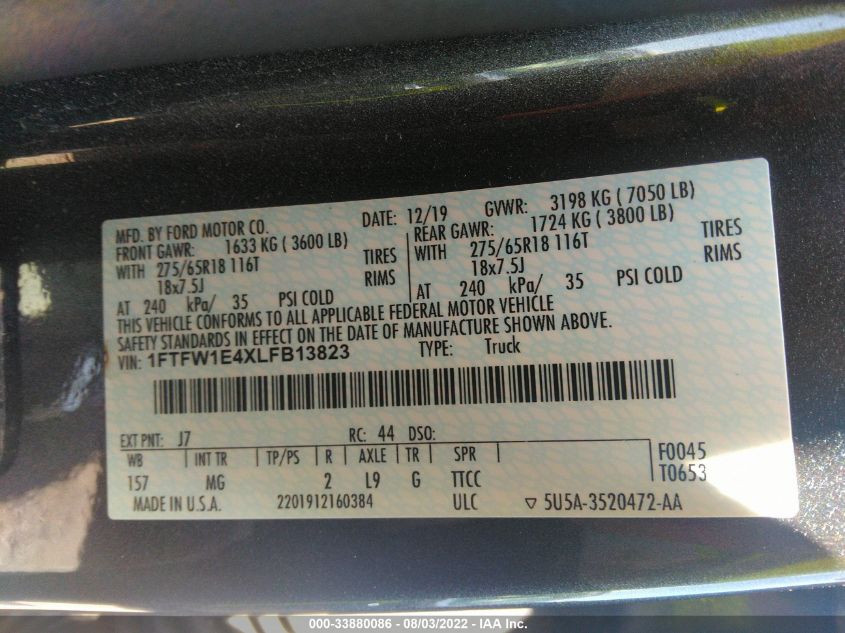 MFD. BY FORD MOTOR CO. DATE: 12/19 GVWR: 3198 KG ( 7050 LB)
FRONT GAWR: 1633 KG ( 3600 LB) REAR GAWR: 1724 KG ( 3800 LB)
WITH 275/65R18 116T TIRES WITH 275/65R18 116T TIRES
18x7.5J RIMS 18x7.5J RIMS
AT 240 kPa/ 35 PSI COLD AT 240 kPa/ 35 PSI COLD
THIS VEHICLE CONFORMS TO ALL APPLICABLE FEDERAL MOTOR VEHICLE
SAFETY STANDARDS IN EFFECT ON THE DATE OF MANUFACTURE SHOWN ABOVE.
VIN: 1FTFW1E4XLFB13823 TYPE: Truck
EXT PNT: J7 RC: 44 DSO:
WB INT TR TP/PS R AXLE TR SPR F0045
157 MG 2 L9 G TTCC T0653
MADE IN U.S.A. 2201912160384 ULC ▽ 5U5A-3520472-AA
000-33880086 - 08/03/2022 - IAA Inc.